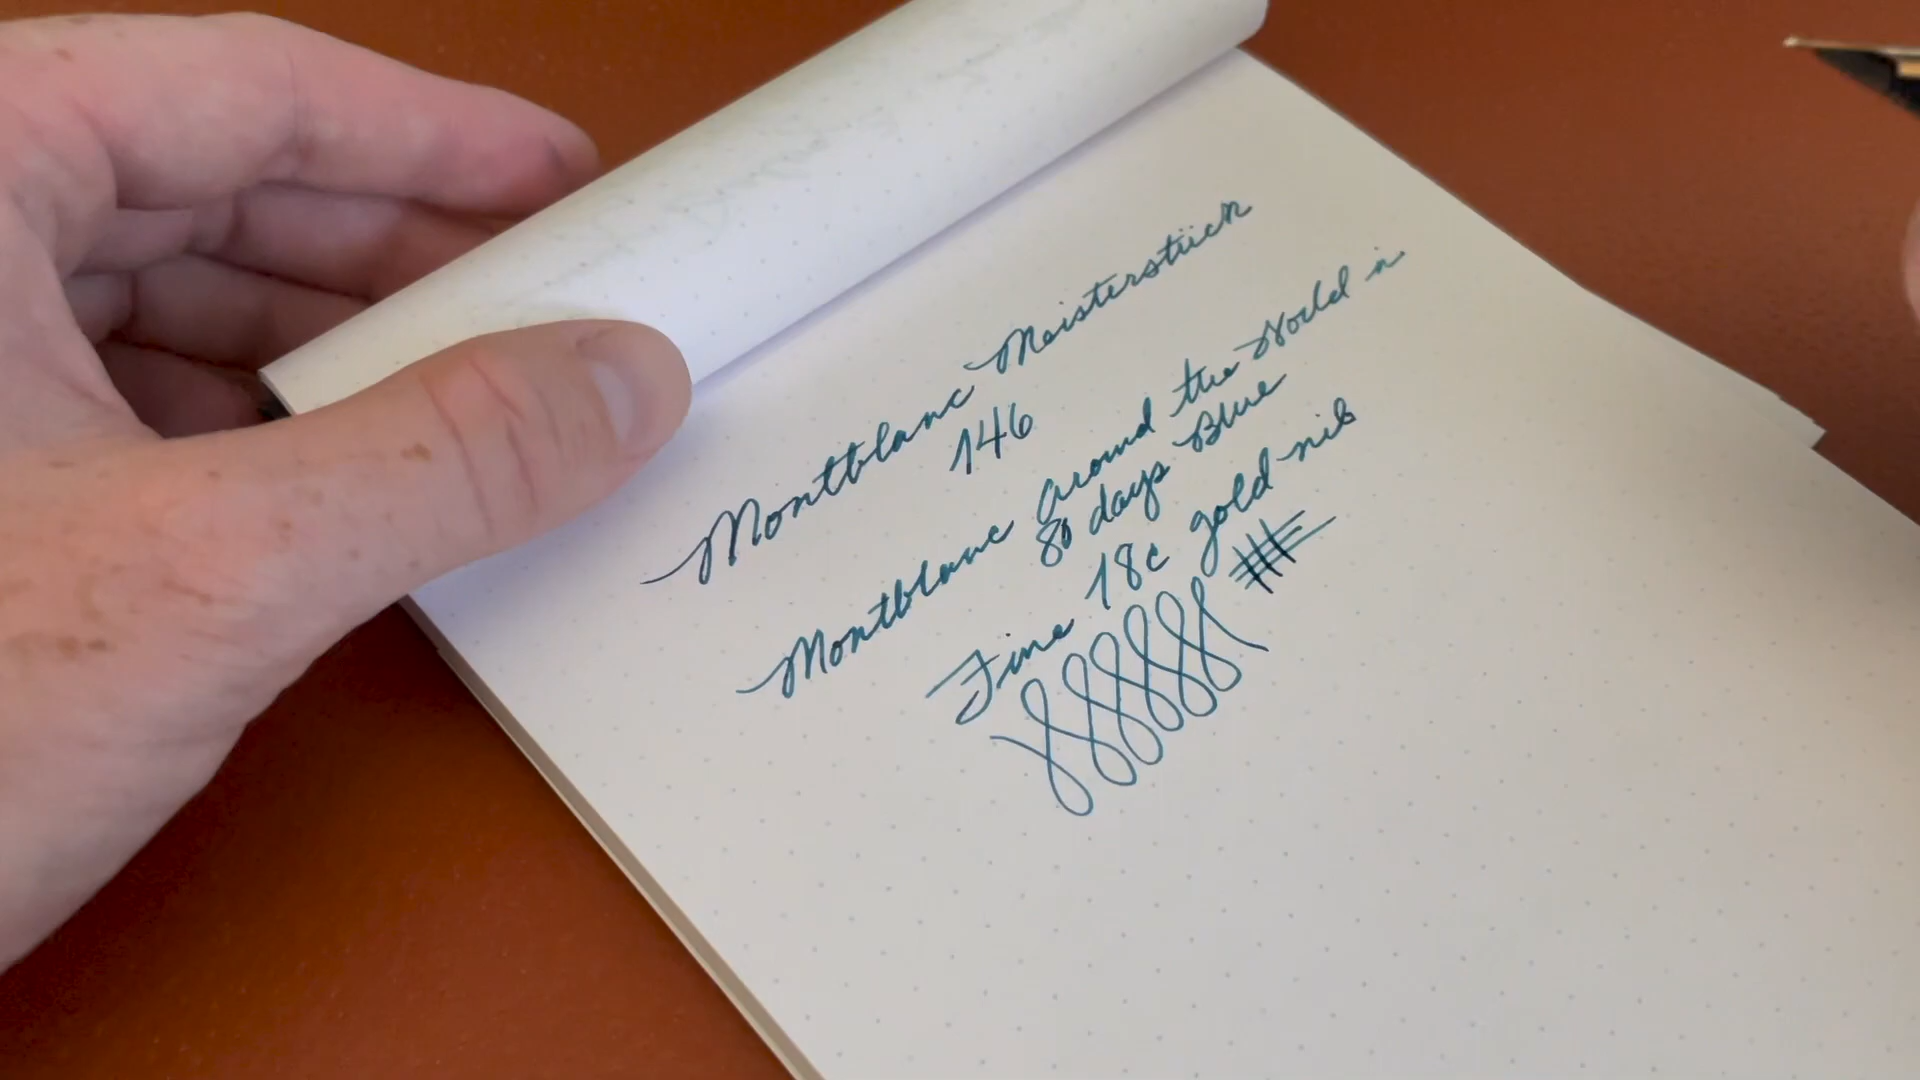 Montblanc Meisterstück
146
Montblanc Around the World in
80 days Blue
Fine 18c gold nib